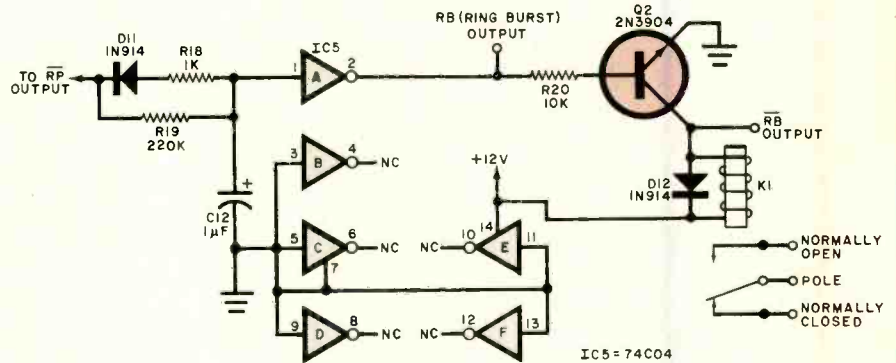 RB (RING BURST)
OUTPUT
Q2
2N3904
D11
1N914
R18
1K
IC5
TO R̅P̅
OUTPUT
1
A
2
R20
10K
R19
220K
R̅B̅
OUTPUT
3
B
4
NC
+12V
D12
1N914
K1
+
C12
1µF
14
5
C
6
NC
NC
10
E
11
7
NORMALLY
OPEN
POLE
NORMALLY
CLOSED
9
D
8
NC
NC
12
F
13
IC5=74C04